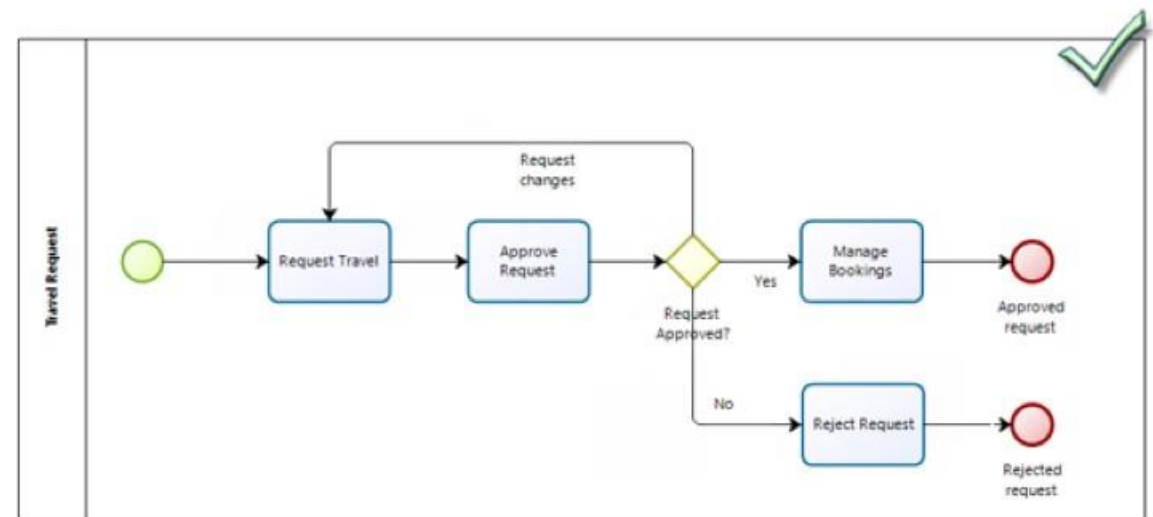 Travel Request
Request
changes
Request Travel
Approve
Request
Request
Approved?
Yes
Manage
Bookings
Approved
request
No
Reject Request
Rejected
request